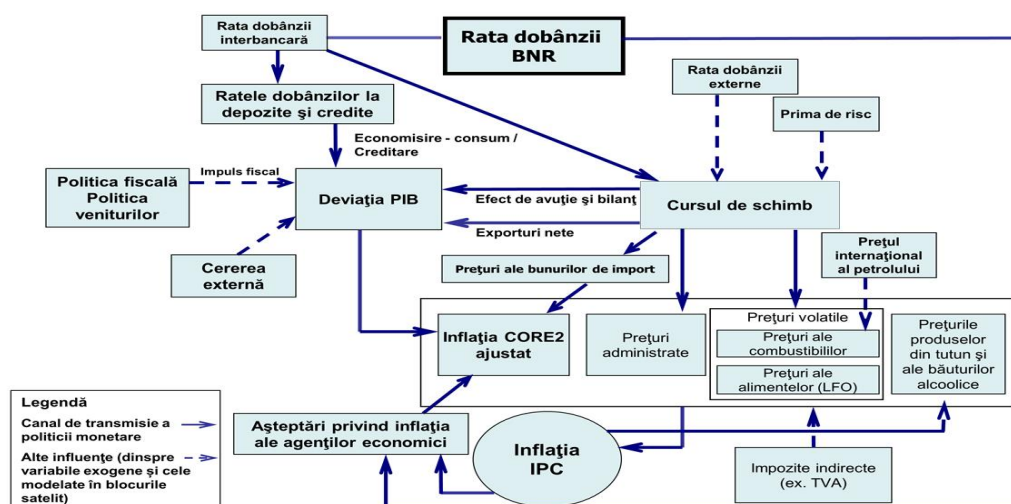 Rata dobânzii
interbancară
Rata dobânzii
BNR
Rata dobânzii
externe
Prima de risc
Ratele dobânzilor la
depozite şi credite
Economisire - consum /
Creditare
Politica fiscală
Politica
veniturilor
Impuls fiscal
Deviaţia PIB
Efect de avuţie şi bilanţ
Exporturi nete
Cursul de schimb
Cererea
externă
Preţuri ale bunurilor de import
Preţul
internaţional
al petrolului
Inflaţia CORE2
ajustat
Preţuri
administrate
Preţuri volatile
Preţuri ale
combustibililor
Preţuri ale
alimentelor (LFO)
Preţurile
produselor
din tutun şi
ale băuturilor
alcoolice
Legendă
Canal de transmisie a
politicii monetare
Alte influenţe (dinspre
variabile exogene şi cele
modelate în blocurile
satelit)
Aşteptări privind inflaţia
ale agenţilor economici
Inflaţia
IPC
Impozite indirecte
(ex. TVA)